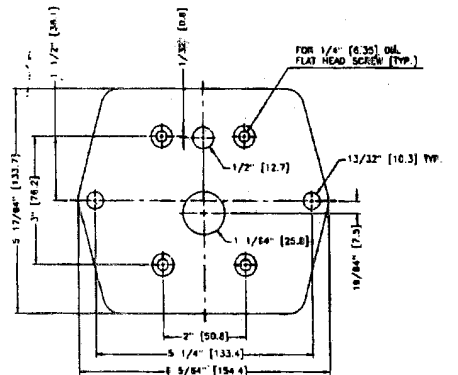 1 1/2" [38.1]
1/32" [0.8]
FOR 1/4" (6.35) DIA.
FLAT HEAD SCREW (TYP.)
5 17/64" [133.7]
3" [76.2]
1/2" [12.7]
13/32" [10.3] TYP.
1 1/64" [25.8]
19/64" [7.5]
2" [50.8]
5 1/4" [133.4]
6 5/64" [154.4]